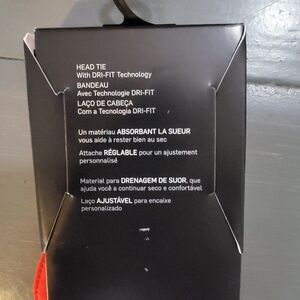 HEAD TIE
With DRI-FIT Technology
BANDEAU
Avec Technologie DRI-FIT
LAÇO DE CABEÇA
Com a Tecnologia DRI-FIT
Un matériau ABSORBANT LA SUEUR
vous aide à rester bien au sec
Attache RÉGLABLE pour un ajustement
personnalisé
Material para DRENAGEM DE SUOR, que
ajuda você a continuar seco e confortável
Laço AJUSTÁVEL para encaixe
personalizado